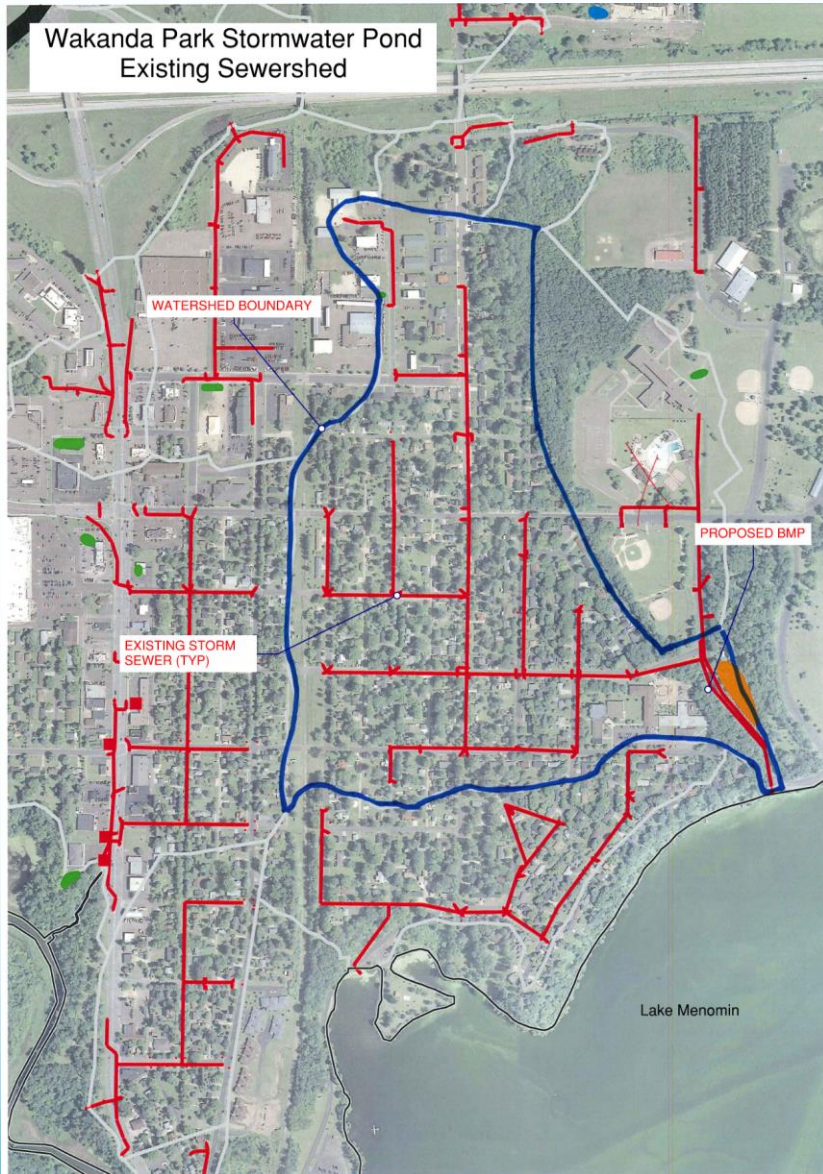 Wakanda Park Stormwater Pond
Existing Sewershed
WATERSHED BOUNDARY
PROPOSED BMP
EXISTING STORM
SEWER (TYP)
Lake Menomin